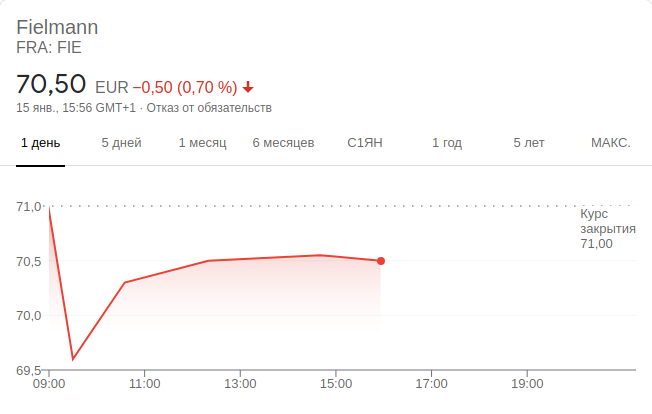 Fielmann
FRA: FIE
70,50 EUR −0,50 (0,70 %)
15 янв., 15:56 GMT+1 · Отказ от обязательств
1 день 5 дней 1 месяц 6 месяцев С1ЯН 1 год 5 лет МАКС.
71,0
Курс
закрытия
71,00
70,5
70,0
69,5
09:00 11:00 13:00 15:00 17:00 19:00